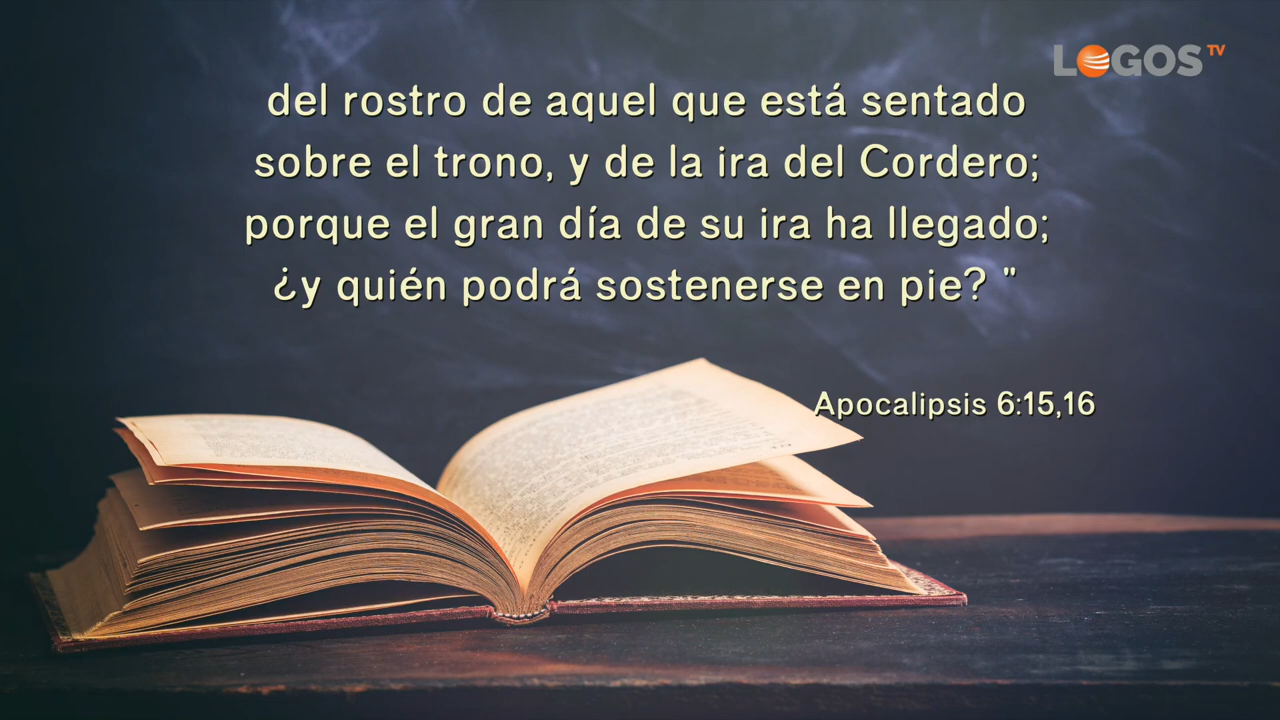 LOGOS TV
del rostro de aquel que está sentado
sobre el trono, y de la ira del Cordero;
porque el gran día de su ira ha llegado;
¿y quién podrá sostenerse en pie? "
Apocalipsis 6:15,16